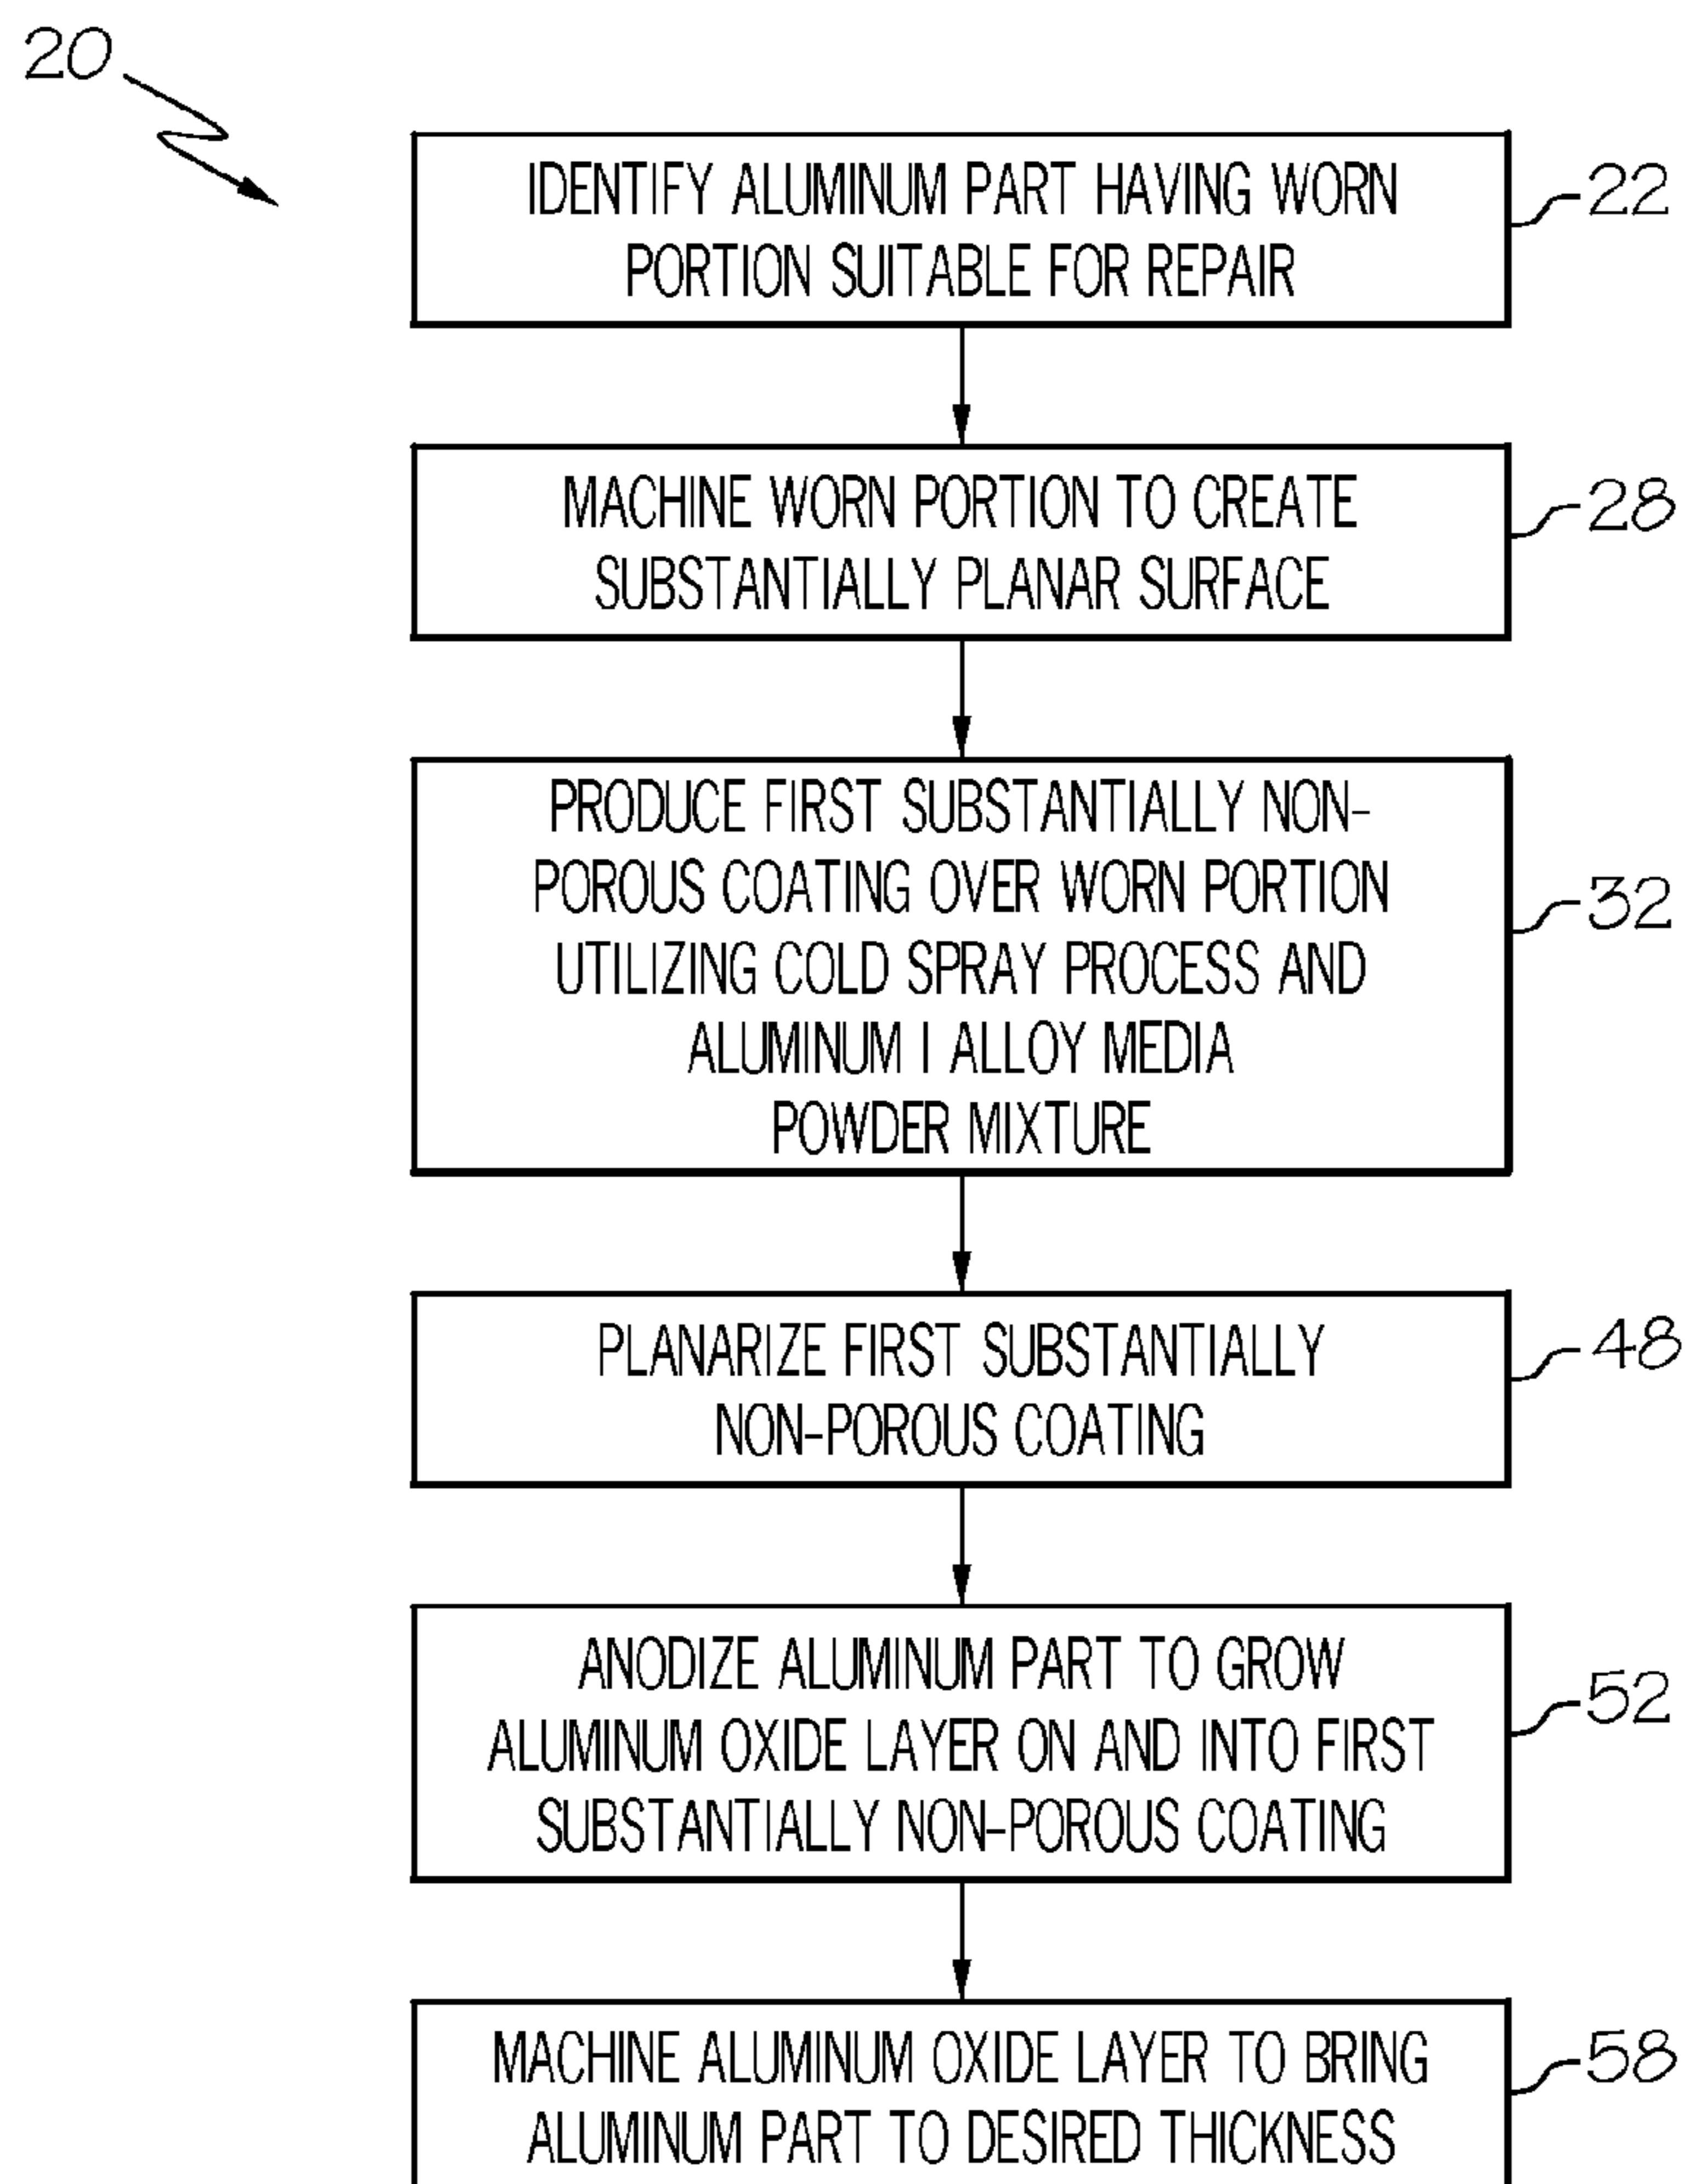 20
IDENTIFY ALUMINUM PART HAVING WORN
PORTION SUITABLE FOR REPAIR
22
MACHINE WORN PORTION TO CREATE
SUBSTANTIALLY PLANAR SURFACE
28
PRODUCE FIRST SUBSTANTIALLY NON-
POROUS COATING OVER WORN PORTION
UTILIZING COLD SPRAY PROCESS AND
ALUMINUM I ALLOY MEDIA
POWDER MIXTURE
32
PLANARIZE FIRST SUBSTANTIALLY
NON-POROUS COATING
48
ANODIZE ALUMINUM PART TO GROW
ALUMINUM OXIDE LAYER ON AND INTO FIRST
SUBSTANTIALLY NON-POROUS COATING
52
MACHINE ALUMINUM OXIDE LAYER TO BRING
ALUMINUM PART TO DESIRED THICKNESS
58